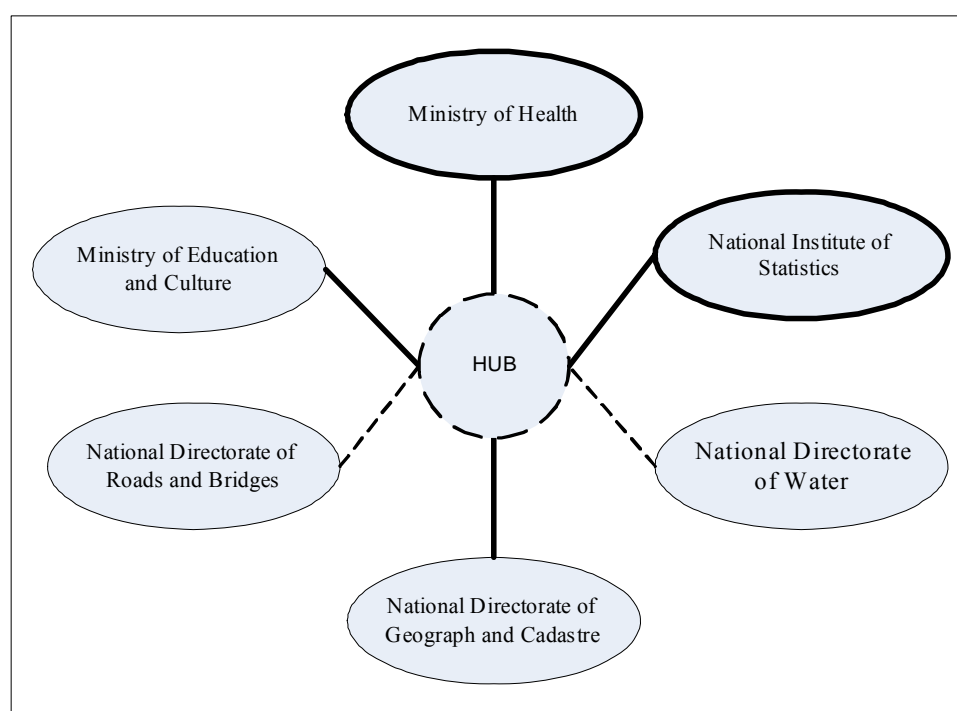 Ministry of Health
National Institute of
Statistics
Ministry of Education
and Culture
HUB
National Directorate of
Roads and Bridges
National Directorate
of Water
National Directorate of
Geograph and Cadastre